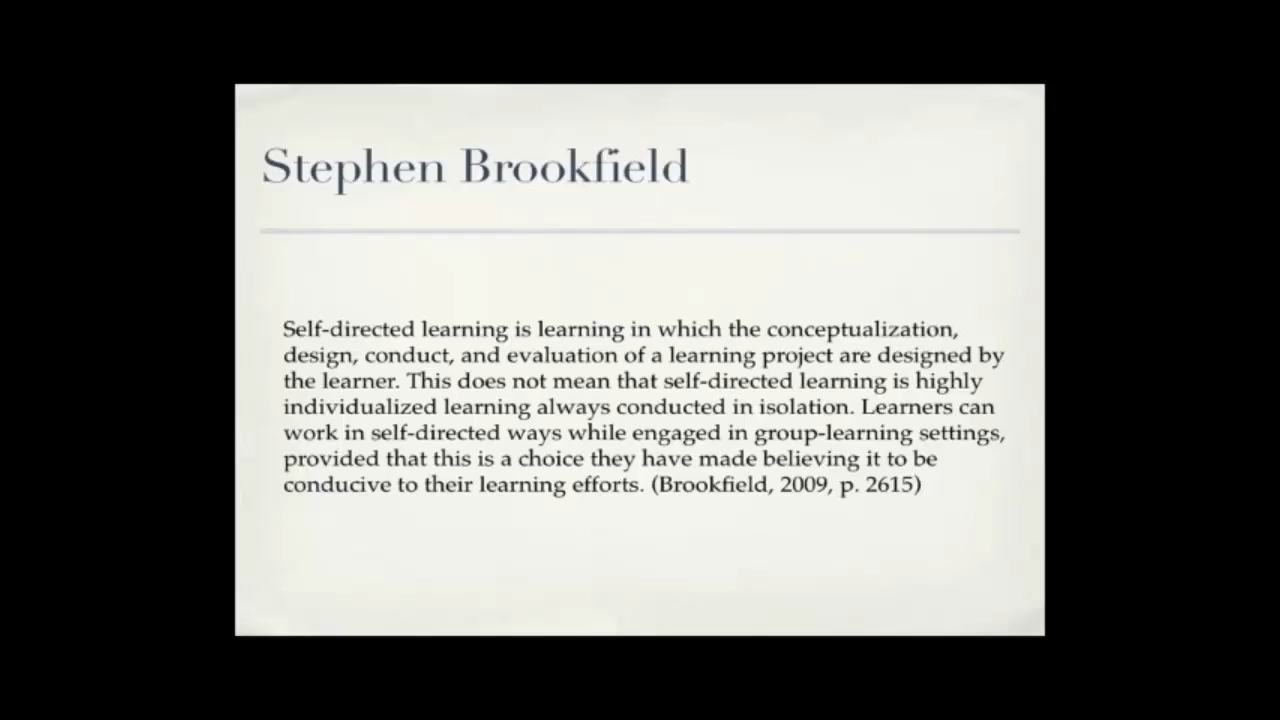 Stephen Brookfield
Self-directed learning is learning in which the conceptualization,
design, conduct, and evaluation of a learning project are designed by
the learner. This does not mean that self-directed learning is highly
individualized learning always conducted in isolation. Learners can
work in self-directed ways while engaged in group-learning settings,
provided that this is a choice they have made believing it to be
conducive to their learning efforts. (Brookfield, 2009, p. 2615)